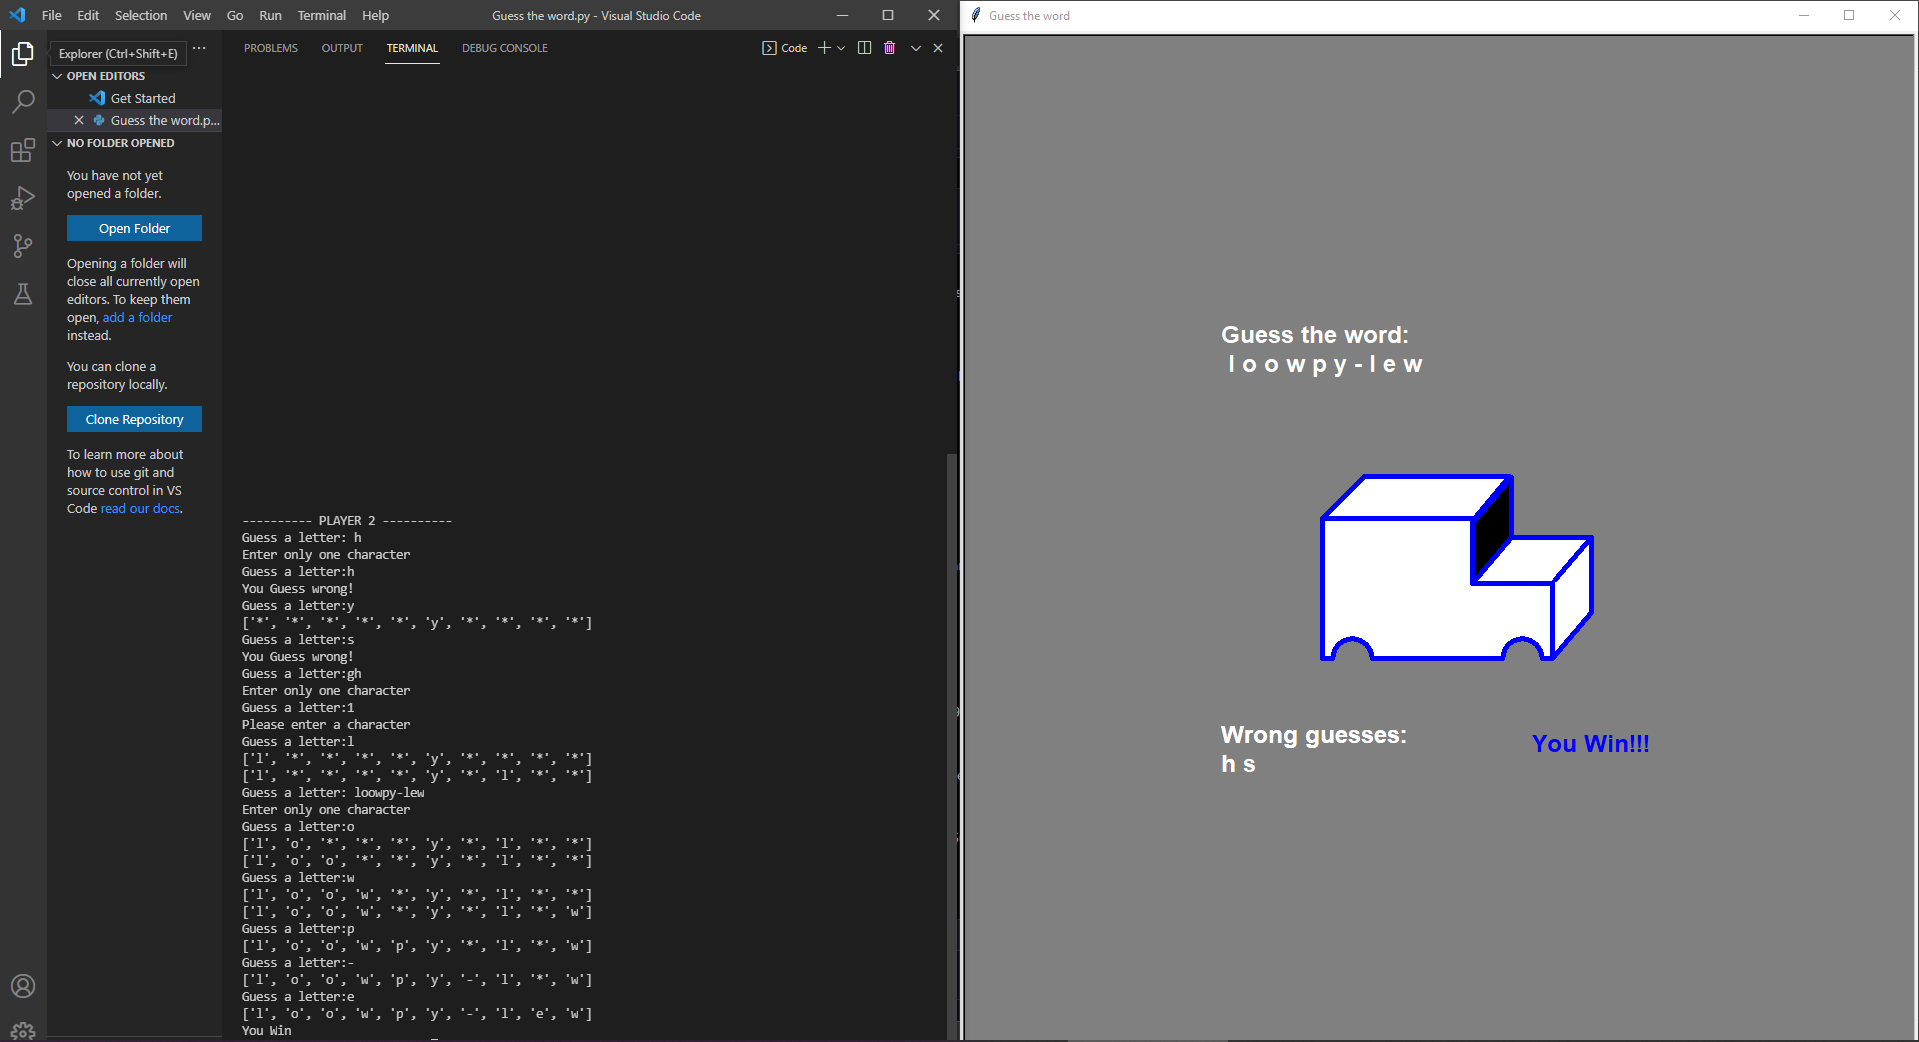 File Edit Selection View Go Run Terminal Help
Guess the word.py - Visual Studio Code
Explorer (Ctrl+Shift+E)
OPEN EDITORS
Get Started
Guess the word.p...
NO FOLDER OPENED
You have not yet
opened a folder.
Open Folder
Opening a folder will
close all currently open
editors. To keep them
open, add a folder
instead.
You can clone a
repository locally.
Clone Repository
To learn more about
how to use git and
source control in VS
Code read our docs.
PROBLEMS OUTPUT TERMINAL DEBUG CONSOLE
Code
---------- PLAYER 2 ----------
Guess a letter: h
Enter only one character
Guess a letter:h
You Guess wrong!
Guess a letter:y
['*', '*', '*', '*', '*', 'y', '*', '*', '*', '*']
Guess a letter:s
You Guess wrong!
Guess a letter:gh
Enter only one character
Guess a letter:1
Please enter a character
Guess a letter:l
['l', '*', '*', '*', '*', 'y', '*', '*', '*', '*']
['l', '*', '*', '*', '*', 'y', '*', 'l', '*', '*']
Guess a letter: loowpy-lew
Enter only one character
Guess a letter:o
['l', 'o', '*', '*', '*', 'y', '*', 'l', '*', '*']
['l', 'o', 'o', '*', '*', 'y', '*', 'l', '*', '*']
Guess a letter:w
['l', 'o', 'o', 'w', '*', 'y', '*', 'l', '*', '*']
['l', 'o', 'o', 'w', '*', 'y', '*', 'l', '*', 'w']
Guess a letter:p
['l', 'o', 'o', 'w', 'p', 'y', '*', 'l', '*', 'w']
Guess a letter:-
['l', 'o', 'o', 'w', 'p', 'y', '-', 'l', '*', 'w']
Guess a letter:e
['l', 'o', 'o', 'w', 'p', 'y', '-', 'l', 'e', 'w']
You Win
Guess the word
Guess the word:
l o o w p y - l e w
Wrong guesses:
h s
You Win!!!